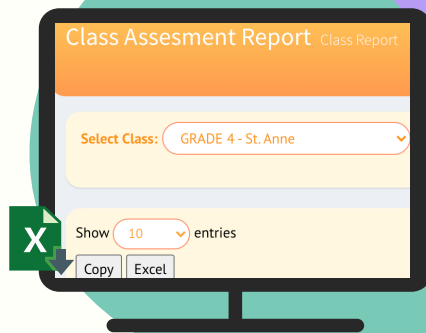 Class Assesment Report Class Report
Select Class: GRADE 4 - St. Anne
Show 10 entries
Copy Excel
X